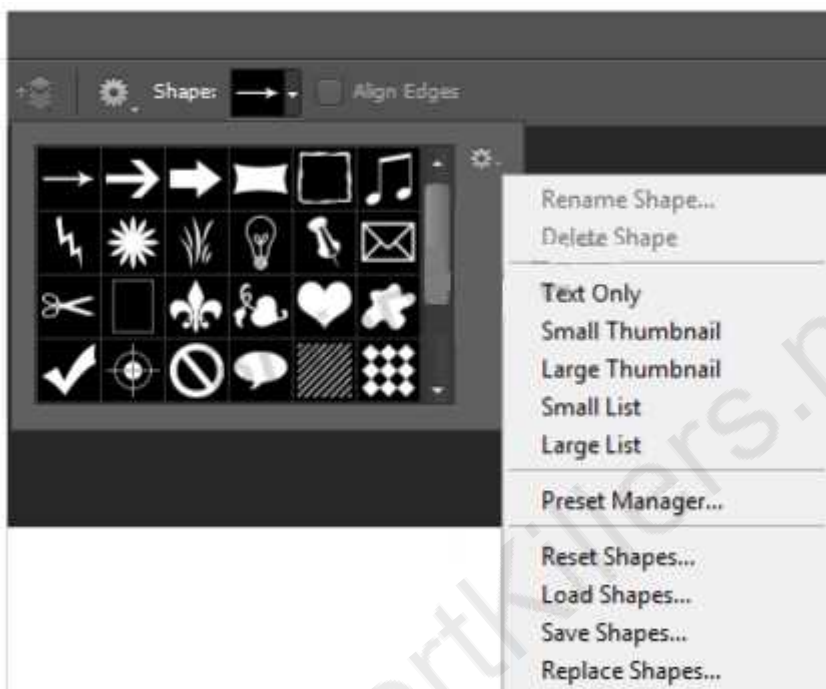 Shape:
Align Edges
Rename Shape...
Delete Shape
Text Only
Small Thumbnail
Large Thumbnail
Small List
Large List
Preset Manager...
Reset Shapes...
Load Shapes...
Save Shapes...
Replace Shapes...